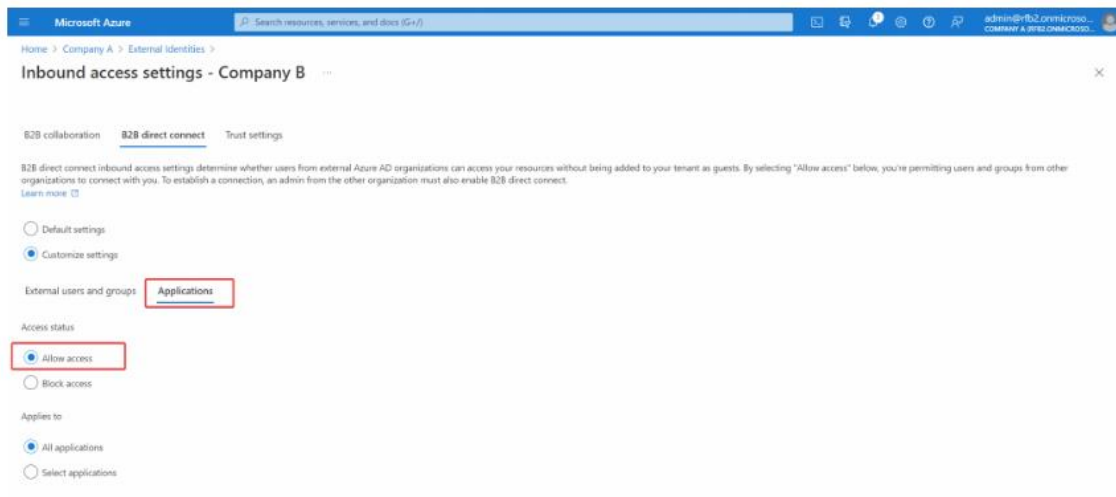 Microsoft Azure
Search resources, services, and docs (G+/)
1
admin@rfb2.onmicroso...
COMPANY A (RFB2.ONMICROSO...
Home > Company A > External Identities >
Inbound access settings - Company B ...
B2B collaboration B2B direct connect Trust settings
B2B direct connect inbound access settings determine whether users from external Azure AD organizations can access your resources without being added to your tenant as guests. By selecting "Allow access" below, you're permitting users and groups from other
organizations to connect with you. To establish a connection, an admin from the other organization must also enable B2B direct connect.
Learn more
Default settings
Customize settings
External users and groups Applications
Access status
Allow access
Block access
Applies to
All applications
Select applications